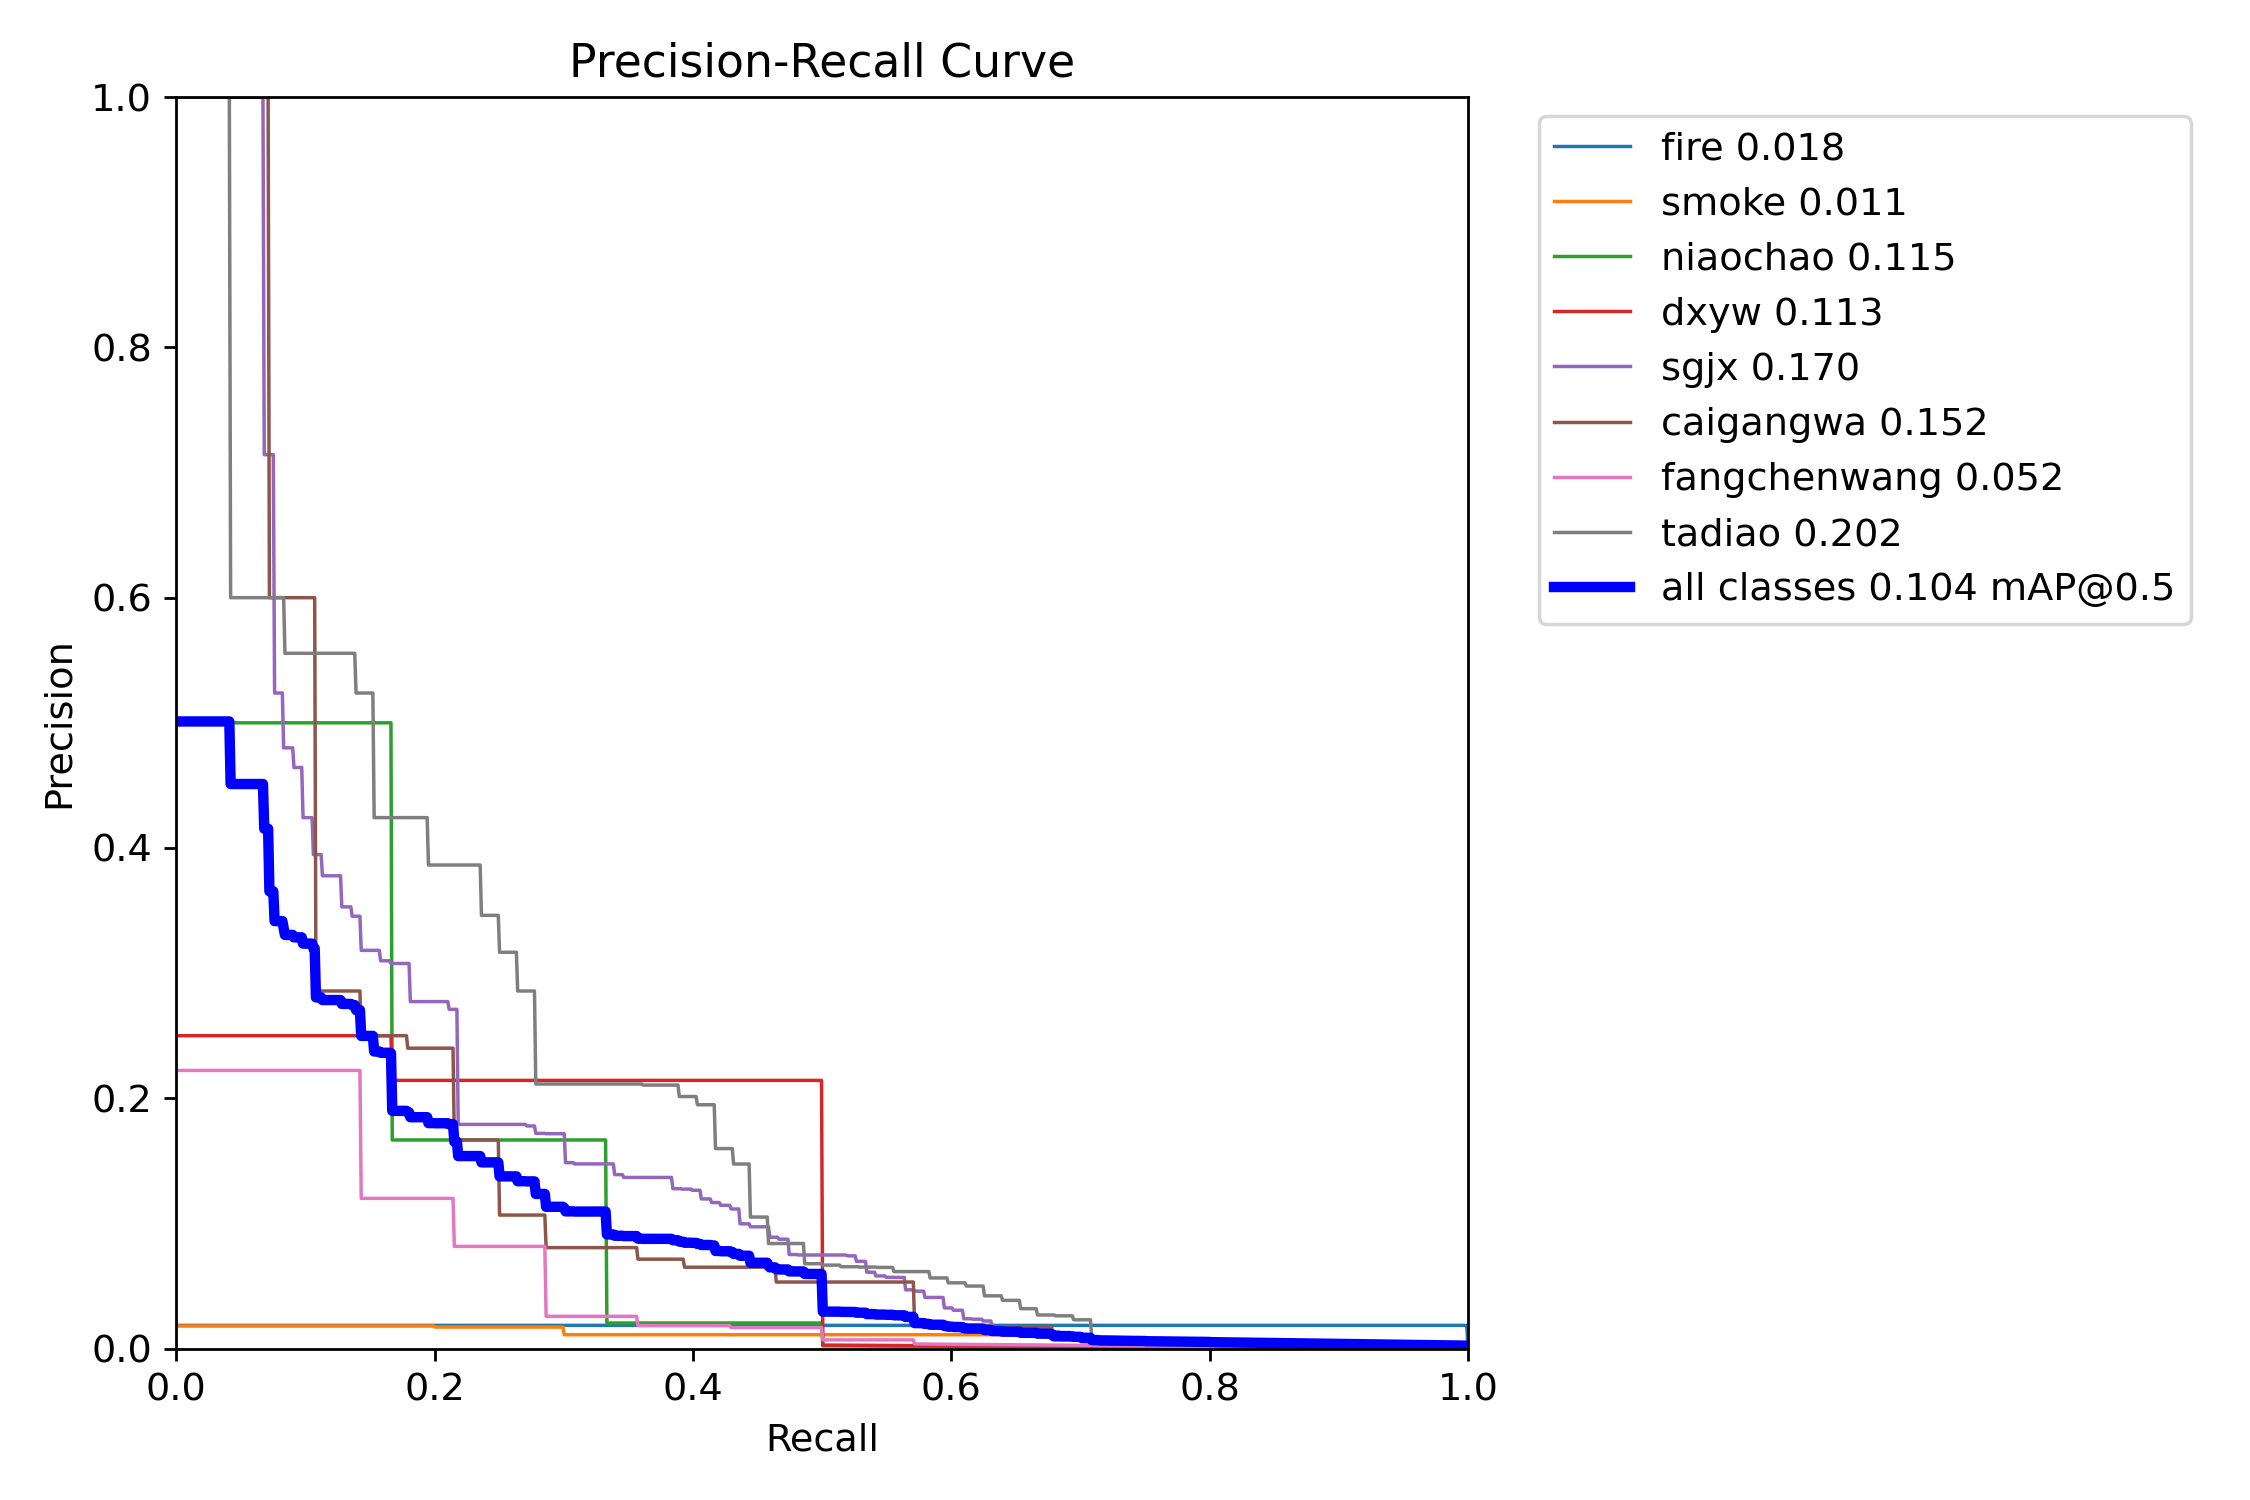 Precision-Recall Curve
1.0
0.8
0.6
0.4
0.2
0.0
Precision
0.0 0.2 0.4 0.6 0.8 1.0
Recall
fire 0.018
smoke 0.011
niaochao 0.115
dxyw 0.113
sgjx 0.170
caigangwa 0.152
fangchenwang 0.052
tadiao 0.202
all classes 0.104 mAP@0.5